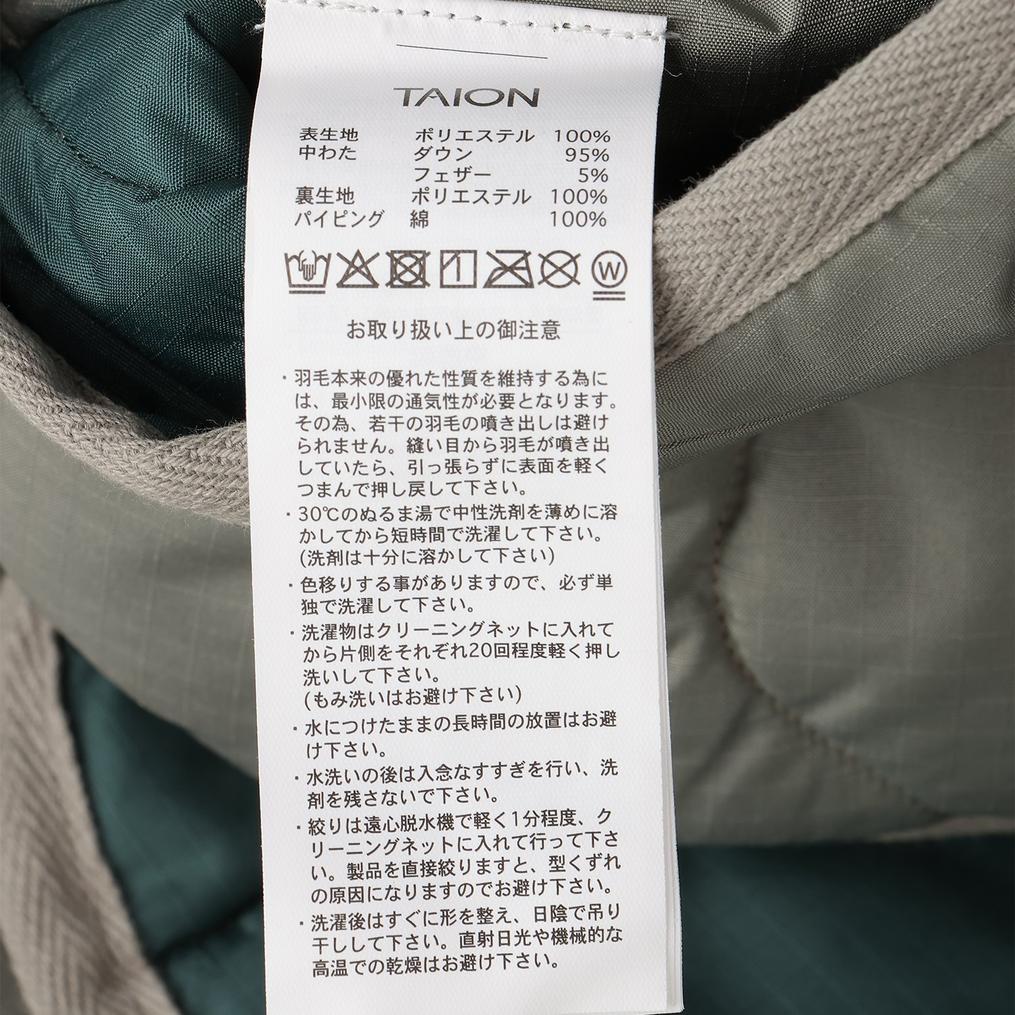 TAION
表生地 ポリエステル 100%
中わた ダウン 95%
フェザー 5%
裏生地 ポリエステル 100%
パイピング 綿 100%
W
お取り扱い上の御注意
・羽毛本来の優れた性質を維持する為に
は、最小限の通気性が必要となります。
その為、若干の羽毛の噴き出しは避け
られません。縫い目から羽毛が噴き出
していたら、引っ張らずに表面を軽く
つまんで押し戻して下さい。
・30℃のぬるま湯で中性洗剤を薄めに溶
かしてから短時間で洗濯して下さい。
(洗剤は十分に溶かして下さい)
・色移りする事がありますので、必ず単
独で洗濯して下さい。
・洗濯物はクリーニングネットに入れて
から片側をそれぞれ20回程度軽く押し
洗いして下さい。
(もみ洗いはお避け下さい)
・水につけたままの長時間の放置はお避
け下さい。
・水洗いの後は入念なすすぎを行い、洗
剤を残さないで下さい。
・絞りは遠心脱水機で軽く1分程度、ク
リーニングネットに入れて行って下さ
い。製品を直接絞りますと、型くずれ
の原因になりますのでお避け下さい。
・洗濯後はすぐに形を整え、日陰で吊り
干しして下さい。直射日光や機械的な
高温での乾燥はお避け下さい。